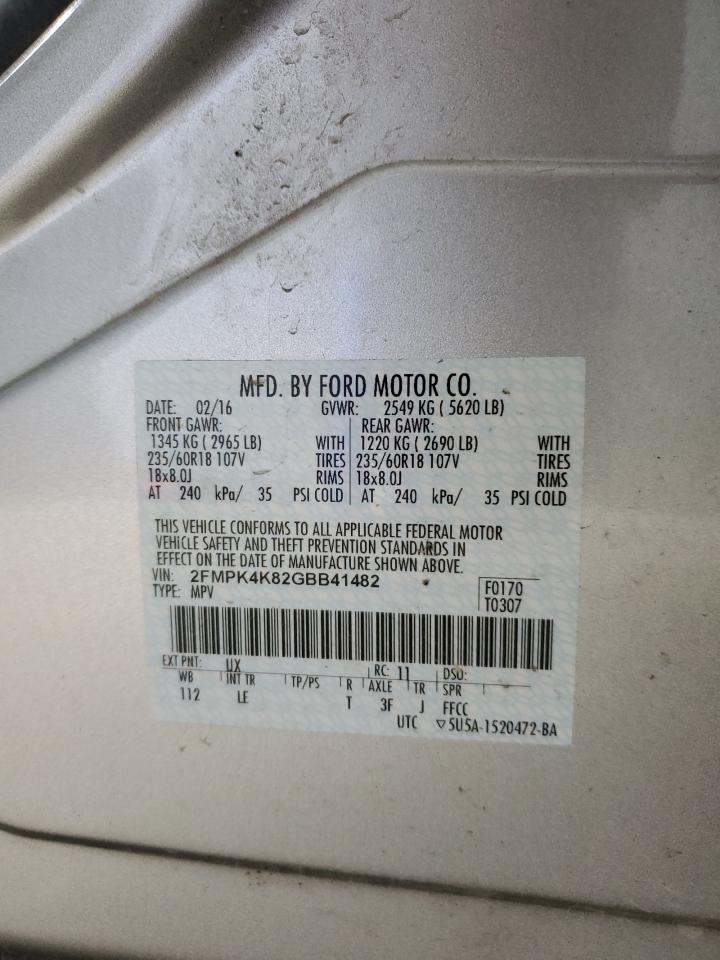 MFD. BY FORD MOTOR CO.
DATE: 02/16 GVWR: 2549 KG ( 5620 LB)
FRONT GAWR: REAR GAWR:
1345 KG ( 2965 LB) WITH 1220 KG ( 2690 LB) WITH
235/60R18 107V TIRES 235/60R18 107V TIRES
18x8.0J RIMS 18x8.0J RIMS
AT 240 kPa/ 35 PSI COLD AT 240 kPa/ 35 PSI COLD
THIS VEHICLE CONFORMS TO ALL APPLICABLE FEDERAL MOTOR
VEHICLE SAFETY AND THEFT PREVENTION STANDARDS IN
EFFECT ON THE DATE OF MANUFACTURE SHOWN ABOVE.
VIN: 2FMPK4K82GBB41482 F0170
TYPE: MPV T0307
EXT PNT: UX RC: 11 DSO:
WB INT TR TP/PS R AXLE TR SPR
112 LE T 3F J FFCC
UTC ▽5U5A-1520472-BA